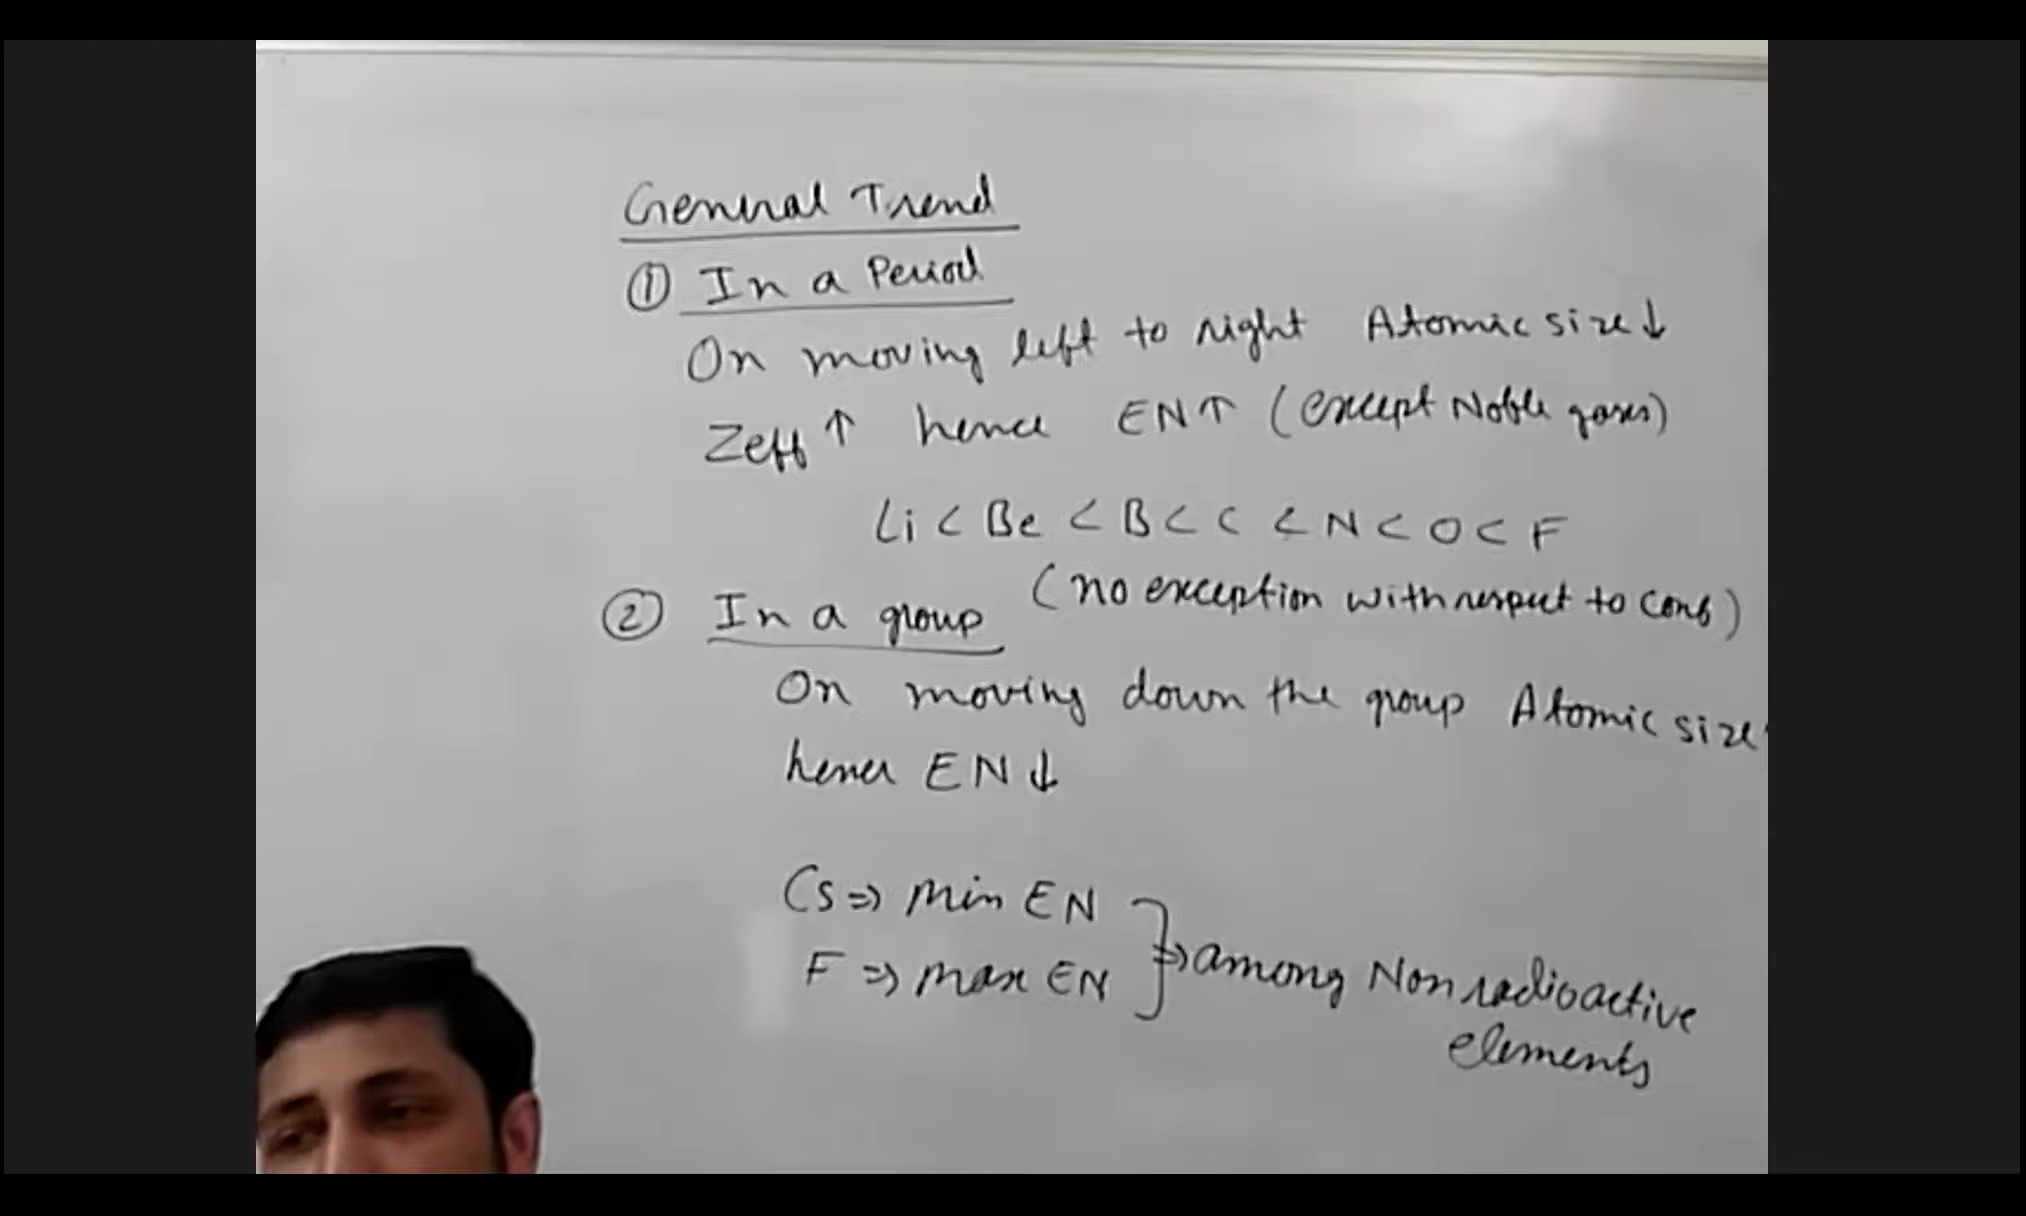 General Trend
① In a Period
On moving left to right Atomic size ↓
Zeff ↑ hence EN ↑ (except Noble gases)
Li < Be < B < C < N < O < F
(no exception with respect to conf)
② In a group
On moving down the group Atomic size
hence EN ↓
Cs ⇒ Min EN
F ⇒ max EN
⇒ among Non radioactive
elements